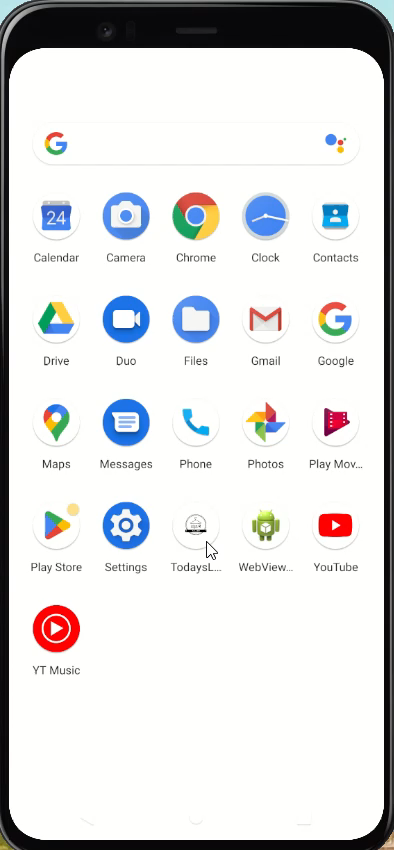 24
Calendar Camera Chrome Clock Contacts
Drive Duo Files Gmail Google
Maps Messages Phone Photos Play Mov...
Play Store Settings TodaysL... WebView... YouTube
YT Music